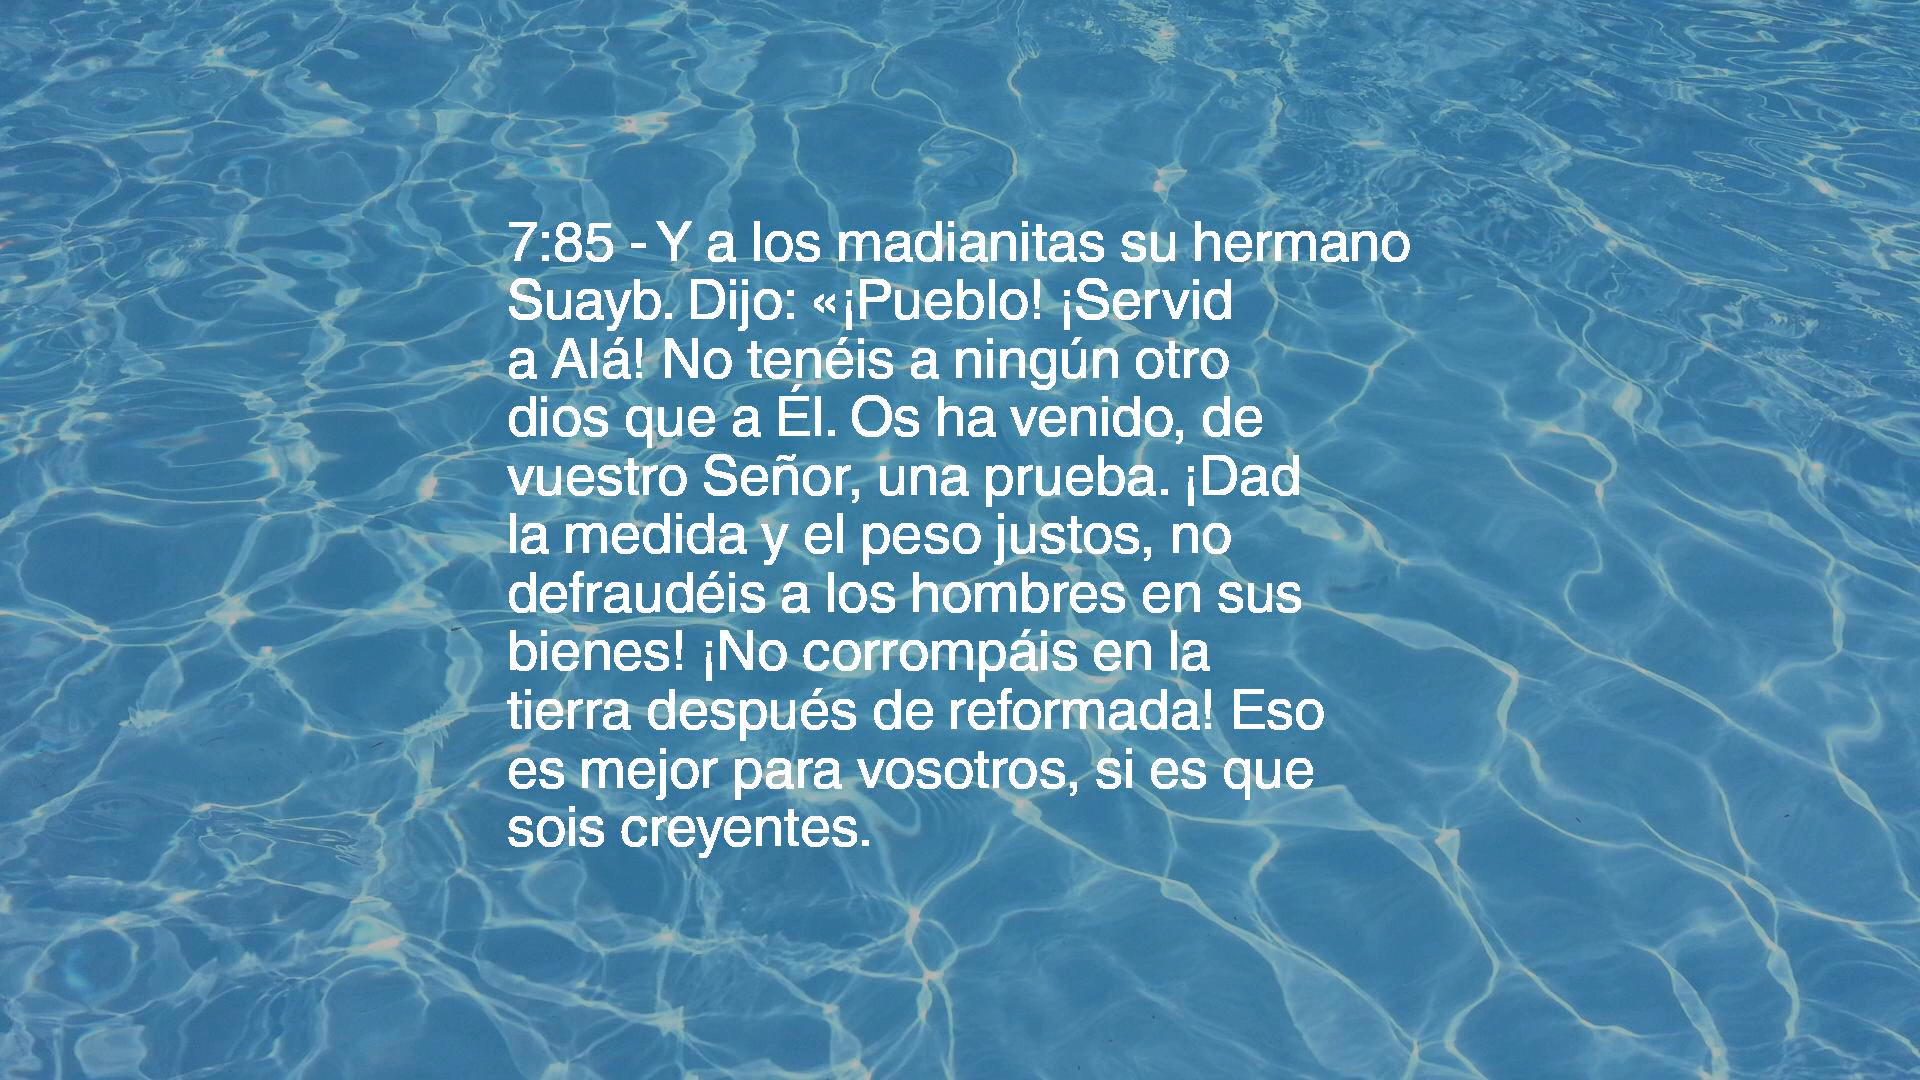 7:85 - Y a los madianitas su hermano
Suayb. Dijo: «¡Pueblo! ¡Servid
a Alá! No tenéis a ningún otro
dios que a Él. Os ha venido, de
vuestro Señor, una prueba. ¡Dad
la medida y el peso justos, no
defraudéis a los hombres en sus
bienes! ¡No corrompáis en la
tierra después de reformada! Eso
es mejor para vosotros, si es que
sois creyentes.